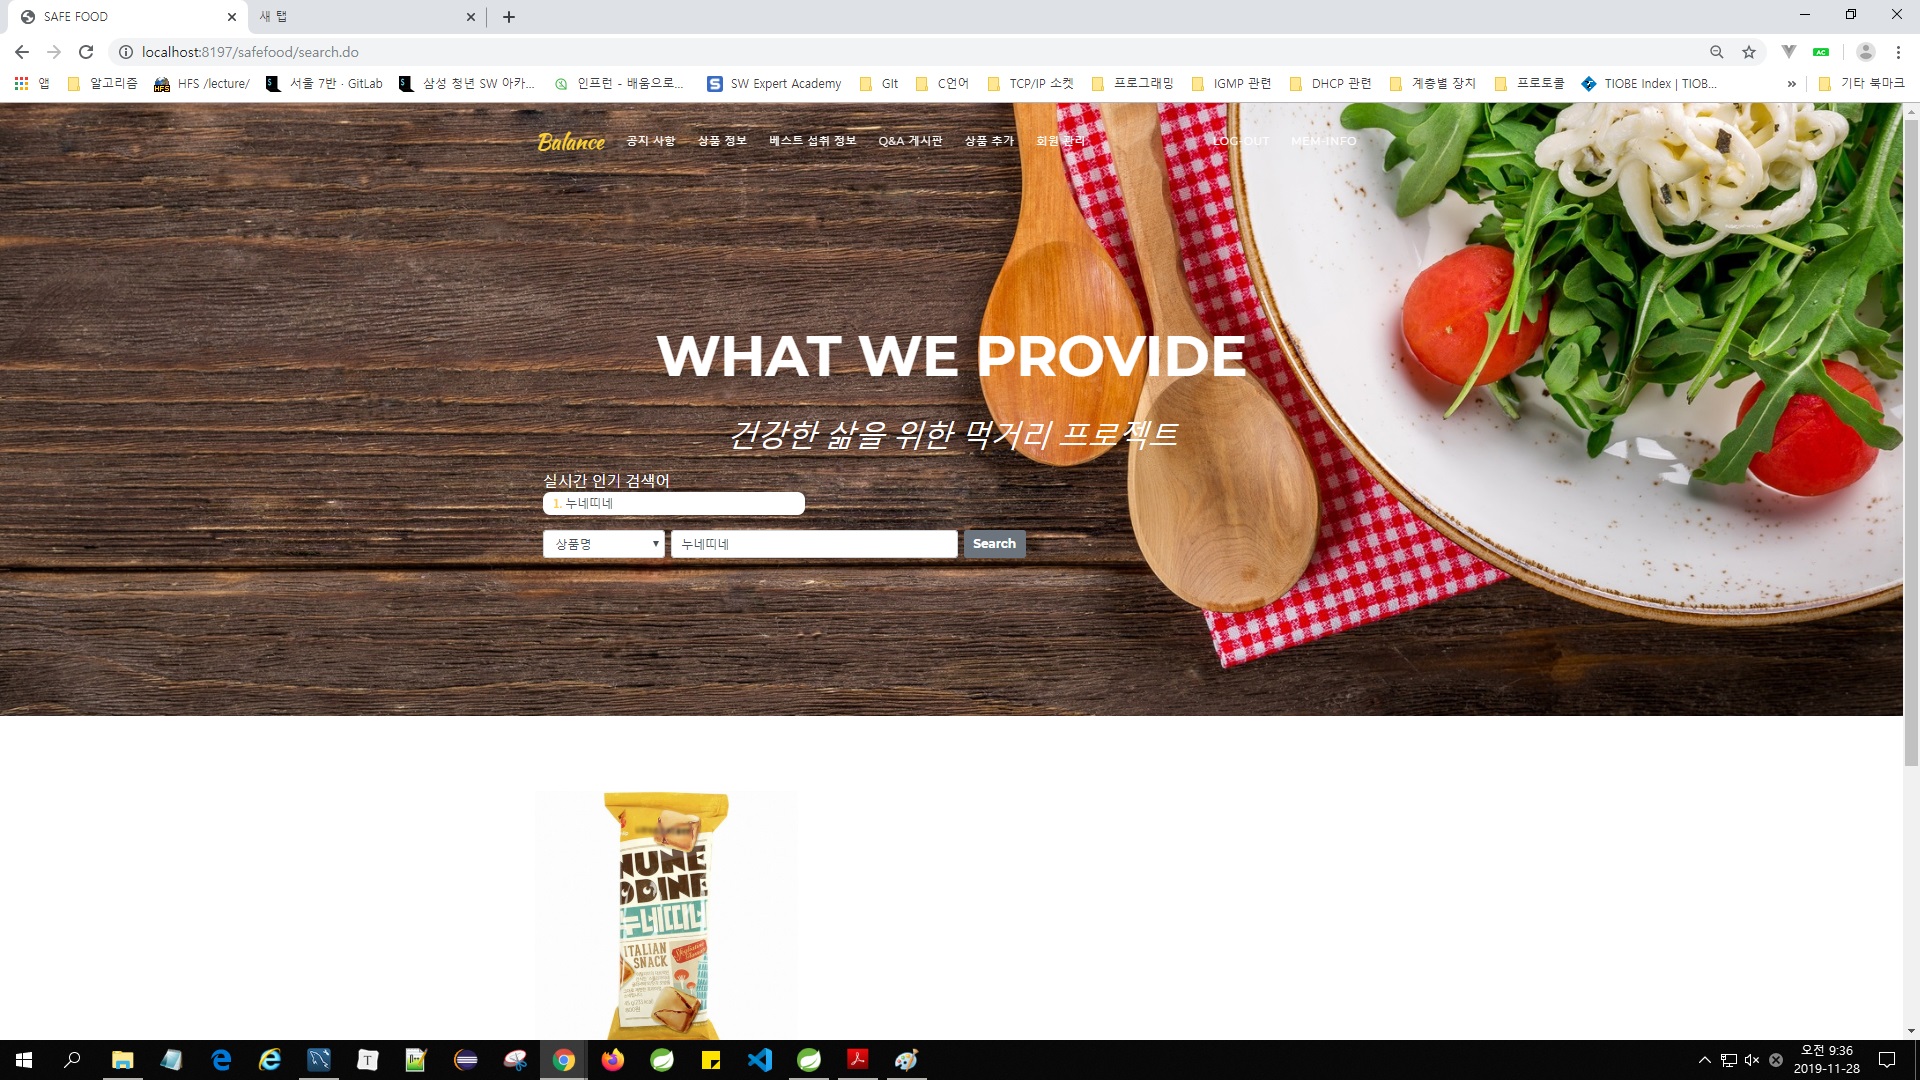 SAFE FOOD
새 탭
localhost:8197/safefood/search.do
앱
알고리즘
HFS /lecture/
서울 7반 · GitLab
삼성 청년 SW 아카...
인프런 - 배움으로...
SW Expert Academy
GIt
C언어
TCP/IP 소켓
프로그래밍
IGMP 관련
DHCP 관련
계층별 장치
프로토콜
TIOBE Index | TIOB...
»
기타 북마크
Balance
공지 사항
상품 정보
베스트 섭취 정보
Q&A 게시판
상품 추가
회원 관리
LOG-OUT
MEM-INFO
WHAT WE PROVIDE
건강한 삶을 위한 먹거리 프로젝트
실시간 인기 검색어
1. 누네띠네
상품명
누네띠네
Search
NUNE
DDINE
누네띠네
ITALIAN
SNACK
오전 9:36
2019-11-28